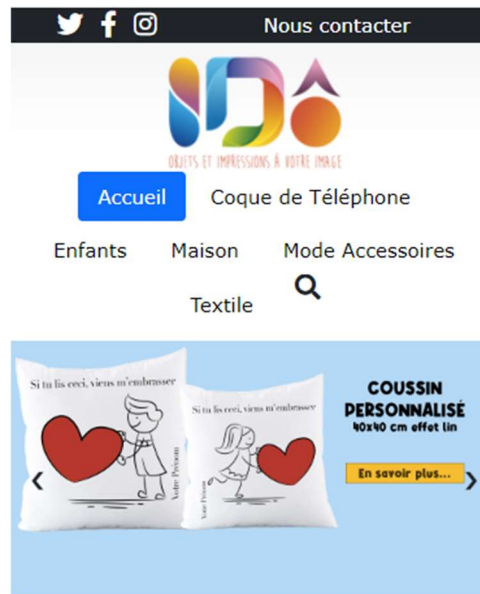 Nous contacter
IDÔ
OBJETS ET IMPRESSIONS À VOTRE IMAGE
Accueil
Coque de Téléphone
Enfants
Maison
Mode Accessoires
Textile
Si tu lis ceci, viens m'embrasser
Votre Prénom
Si tu lis ceci, viens m'embrasser
Votre Prénom
COUSSIN
PERSONNALISÉ
40x40 cm effet lin
En savoir plus...